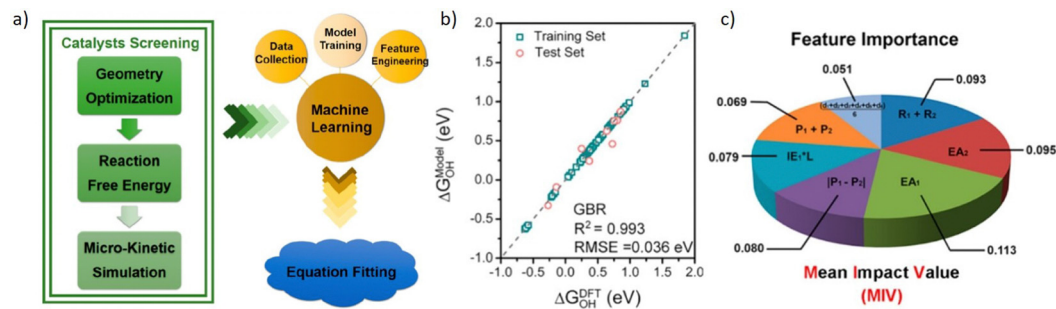 a)
Catalysts Screening
Geometry
Optimization
Reaction
Free Energy
Micro-Kinetic
Simulation
Data
Collection
Model
Training
Feature
Engineering
Machine
Learning
Equation Fitting
b)
ΔG_OH^Model (eV)
2.0
1.5
1.0
0.5
0.0
-0.5
-1.0
Training Set
Test Set
GBR
R² = 0.993
RMSE =0.036 eV
-1.0 -0.5 0.0 0.5 1.0 1.5 2.0
ΔG_OH^DFT (eV)
c)
Feature Importance
0.051
0.093
0.069
(d₁+d₂+d₃+d₄+d₅+d₆)
6
R₁ + R₂
P₁ + P₂
0.079
IE₁*L
EA₂
0.095
|P₁ - P₂|
EA₁
0.080
0.113
Mean Impact Value
(MIV)